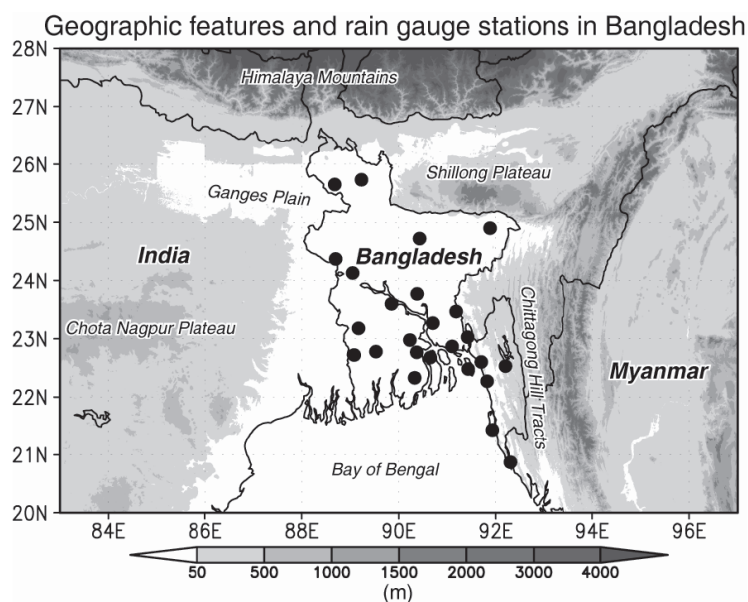 Geographic features and rain gauge stations in Bangladesh
28N
Himalaya Mountains
27N
26N
Shillong Plateau
Ganges Plain
25N
India
Bangladesh
24N
Chittagong Hill Tracts
23N
Chota Nagpur Plateau
Myanmar
22N
21N
Bay of Bengal
20N
84E 86E 88E 90E 92E 94E 96E
50 500 1000 1500 2000 3000 4000
(m)